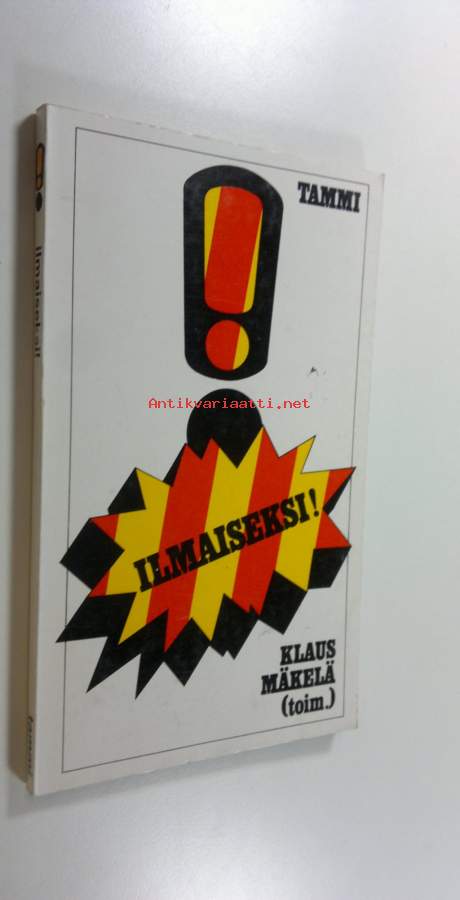 TAMMI
Antikvariaatti.net
ILMAISEKSI!
KLAUS
MÄKELÄ
(toim.)
ilmaiseksi!
tammi